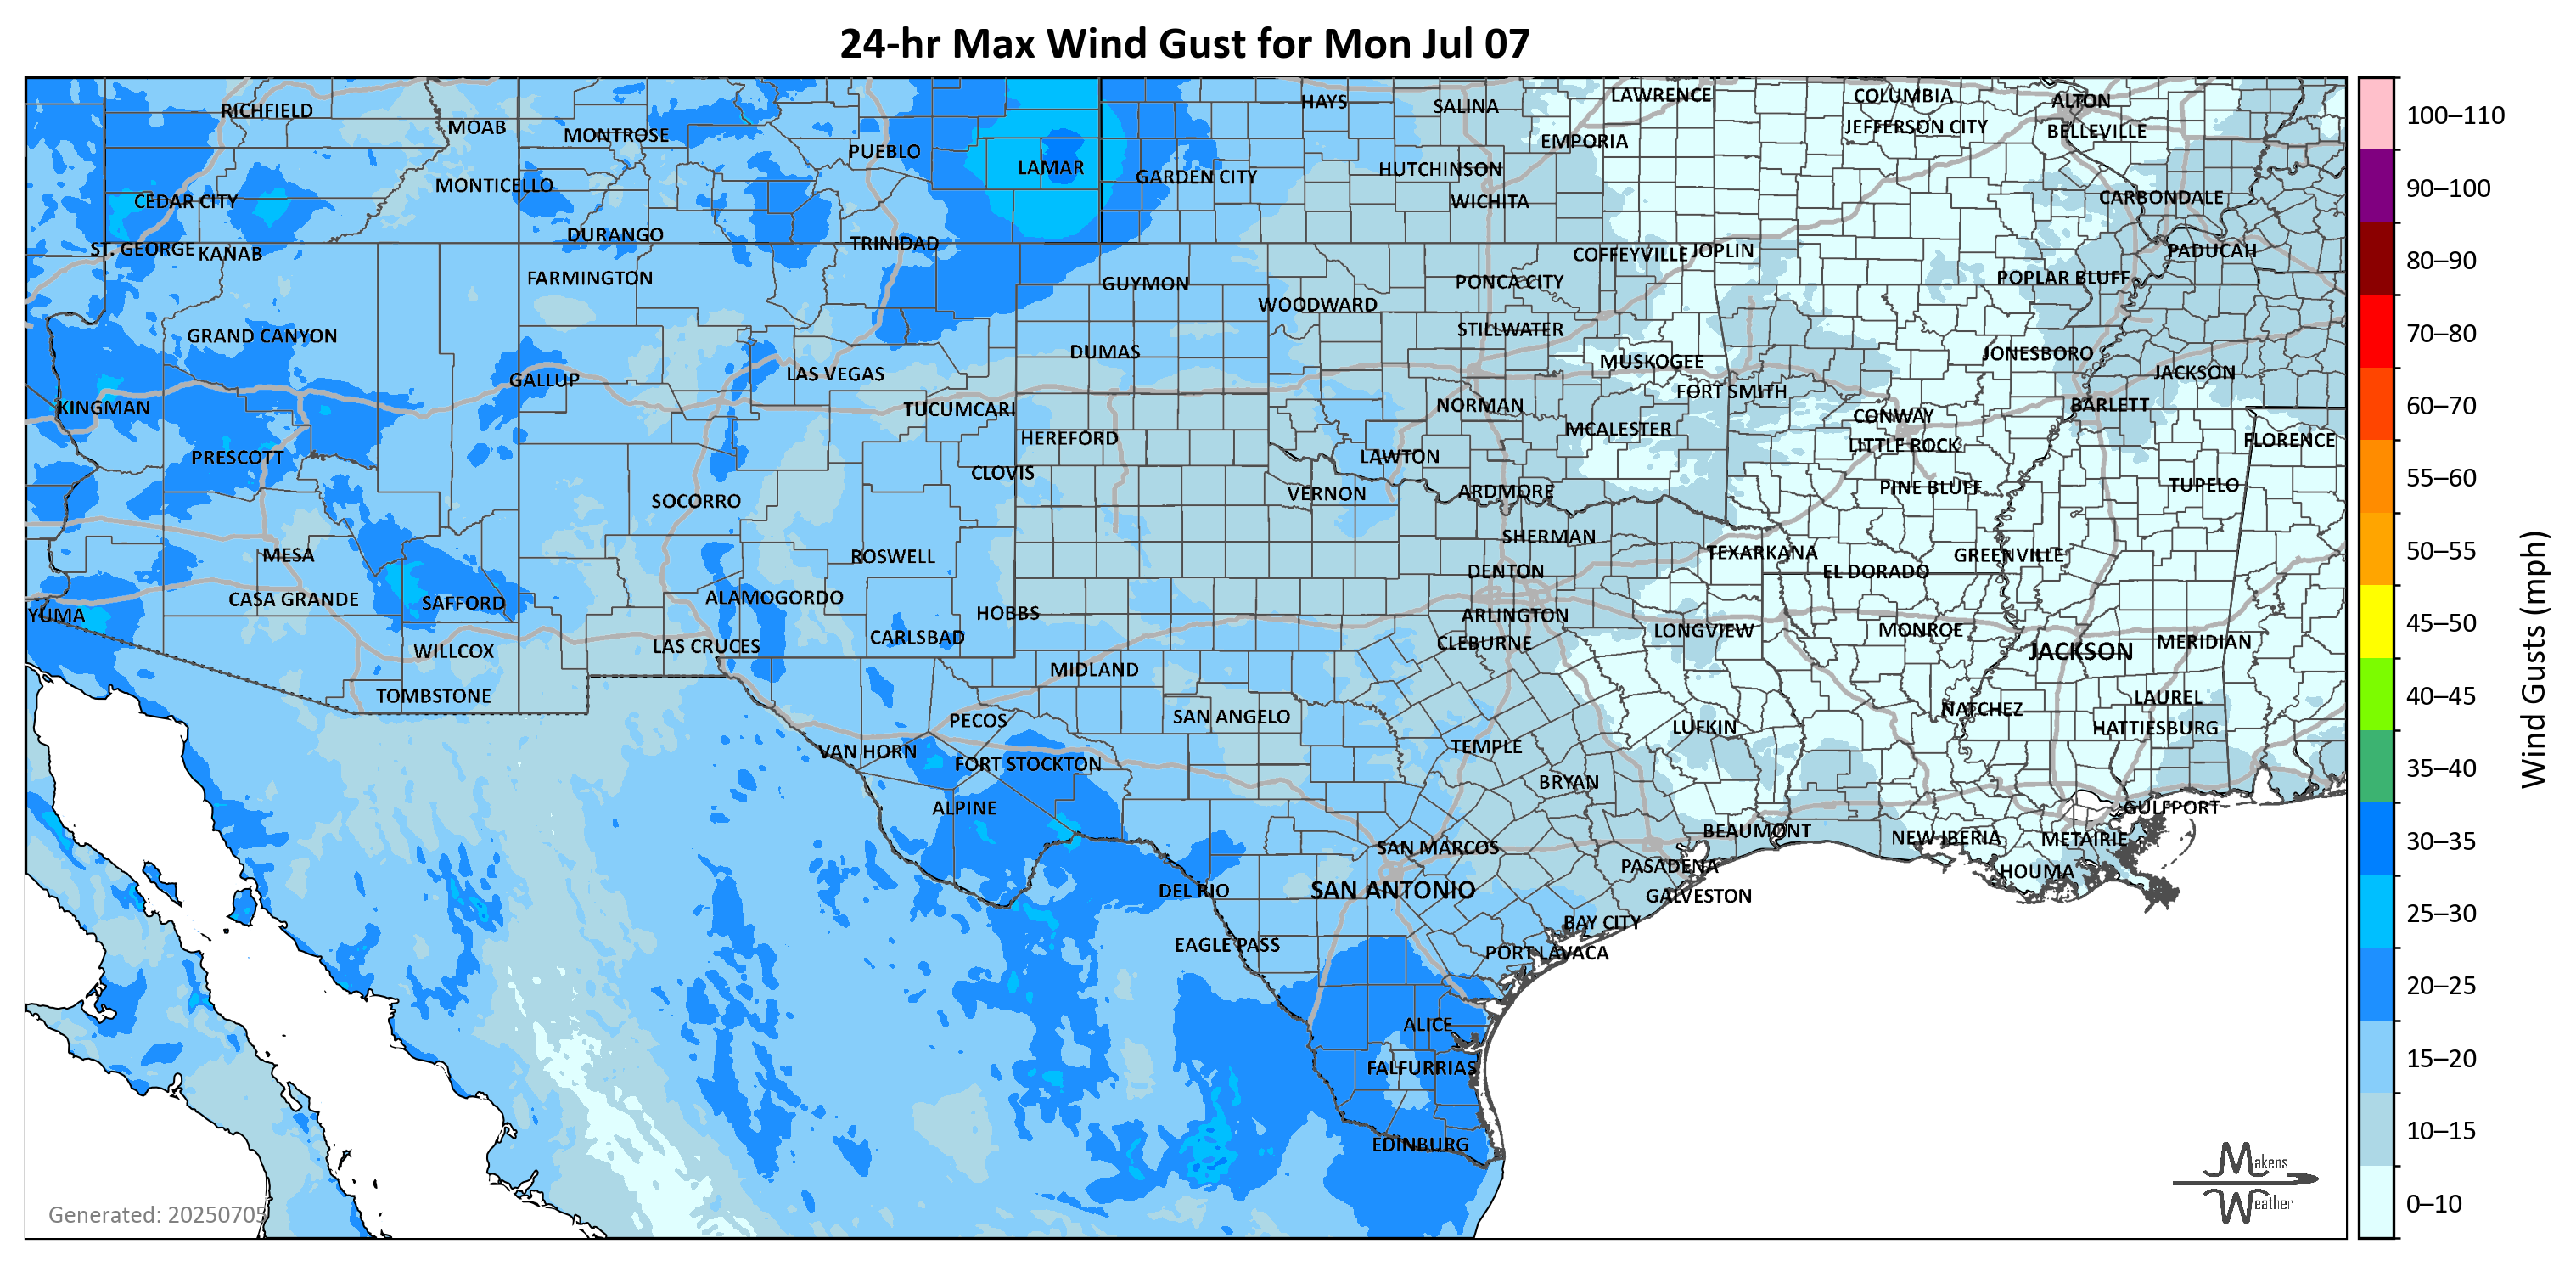 24-hr Max Wind Gust for Mon Jul 07
RICHFIELD
MOAB
MONTROSE
PUEBLO
LAMAR
GARDEN CITY
HAYS
SALINA
HUTCHINSON
WICHITA
EMPORIA
LAWRENCE
COLUMBIA
JEFFERSON CITY
ALTON
BELLEVILLE
CARBONDALE
CEDAR CITY
MONTICELLO
ST. GEORGE
KANAB
DURANGO
TRINIDAD
COFFEYVILLE
JOPLIN
PADUCAH
FARMINGTON
GUYMON
WOODWARD
PONCA CITY
POPLAR BLUFF
GRAND CANYON
STILLWATER
DUMAS
MUSKOGEE
JONESBORO
JACKSON
GALLUP
LAS VEGAS
FORT SMITH
KINGMAN
TUCUMCARI
NORMAN
CONWAY
BARLETT
HEREFORD
MCALESTER
LITTLE ROCK
FLORENCE
PRESCOTT
CLOVIS
LAWTON
SOCORRO
VERNON
ARDMORE
PINE BLUFF
TUPELO
MESA
ROSWELL
SHERMAN
TEXARKANA
GREENVILLE
DENTON
EL DORADO
YUMA
CASA GRANDE
SAFFORD
ALAMOGORDO
HOBBS
ARLINGTON
CLEBURNE
LONGVIEW
MONROE
WILLCOX
LAS CRUCES
CARLSBAD
JACKSON
MERIDIAN
TOMBSTONE
MIDLAND
LAUREL
PECOS
SAN ANGELO
NATCHEZ
HATTIESBURG
LUFKIN
VAN HORN
FORT STOCKTON
TEMPLE
BRYAN
ALPINE
GULFPORT
BEAUMONT
NEW IBERIA
METAIRIE
SAN MARCOS
PASADENA
HOUMA
DEL RIO
SAN ANTONIO
GALVESTON
BAY CITY
EAGLE PASS
PORT LAVACA
ALICE
FALFURRIAS
EDINBURG
Generated: 20250705
Makens
Weather
100–110
90–100
80–90
70–80
60–70
55–60
50–55
45–50
40–45
35–40
30–35
25–30
20–25
15–20
10–15
0–10
Wind Gusts (mph)